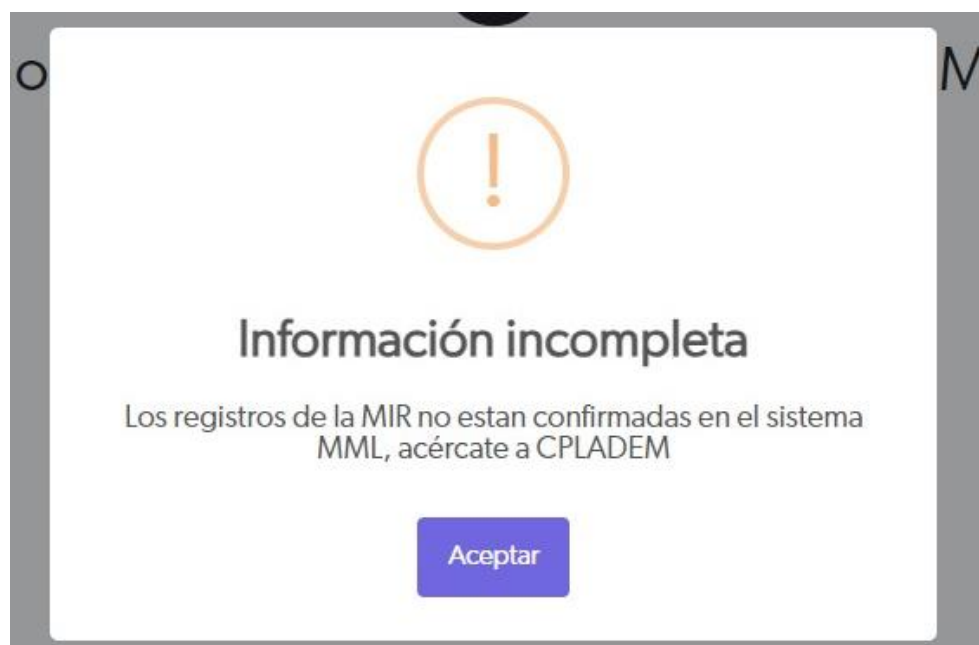 o
M
!
Información incompleta
Los registros de la MIR no estan confirmadas en el sistema
MML, acércate a CPLADEM
Aceptar